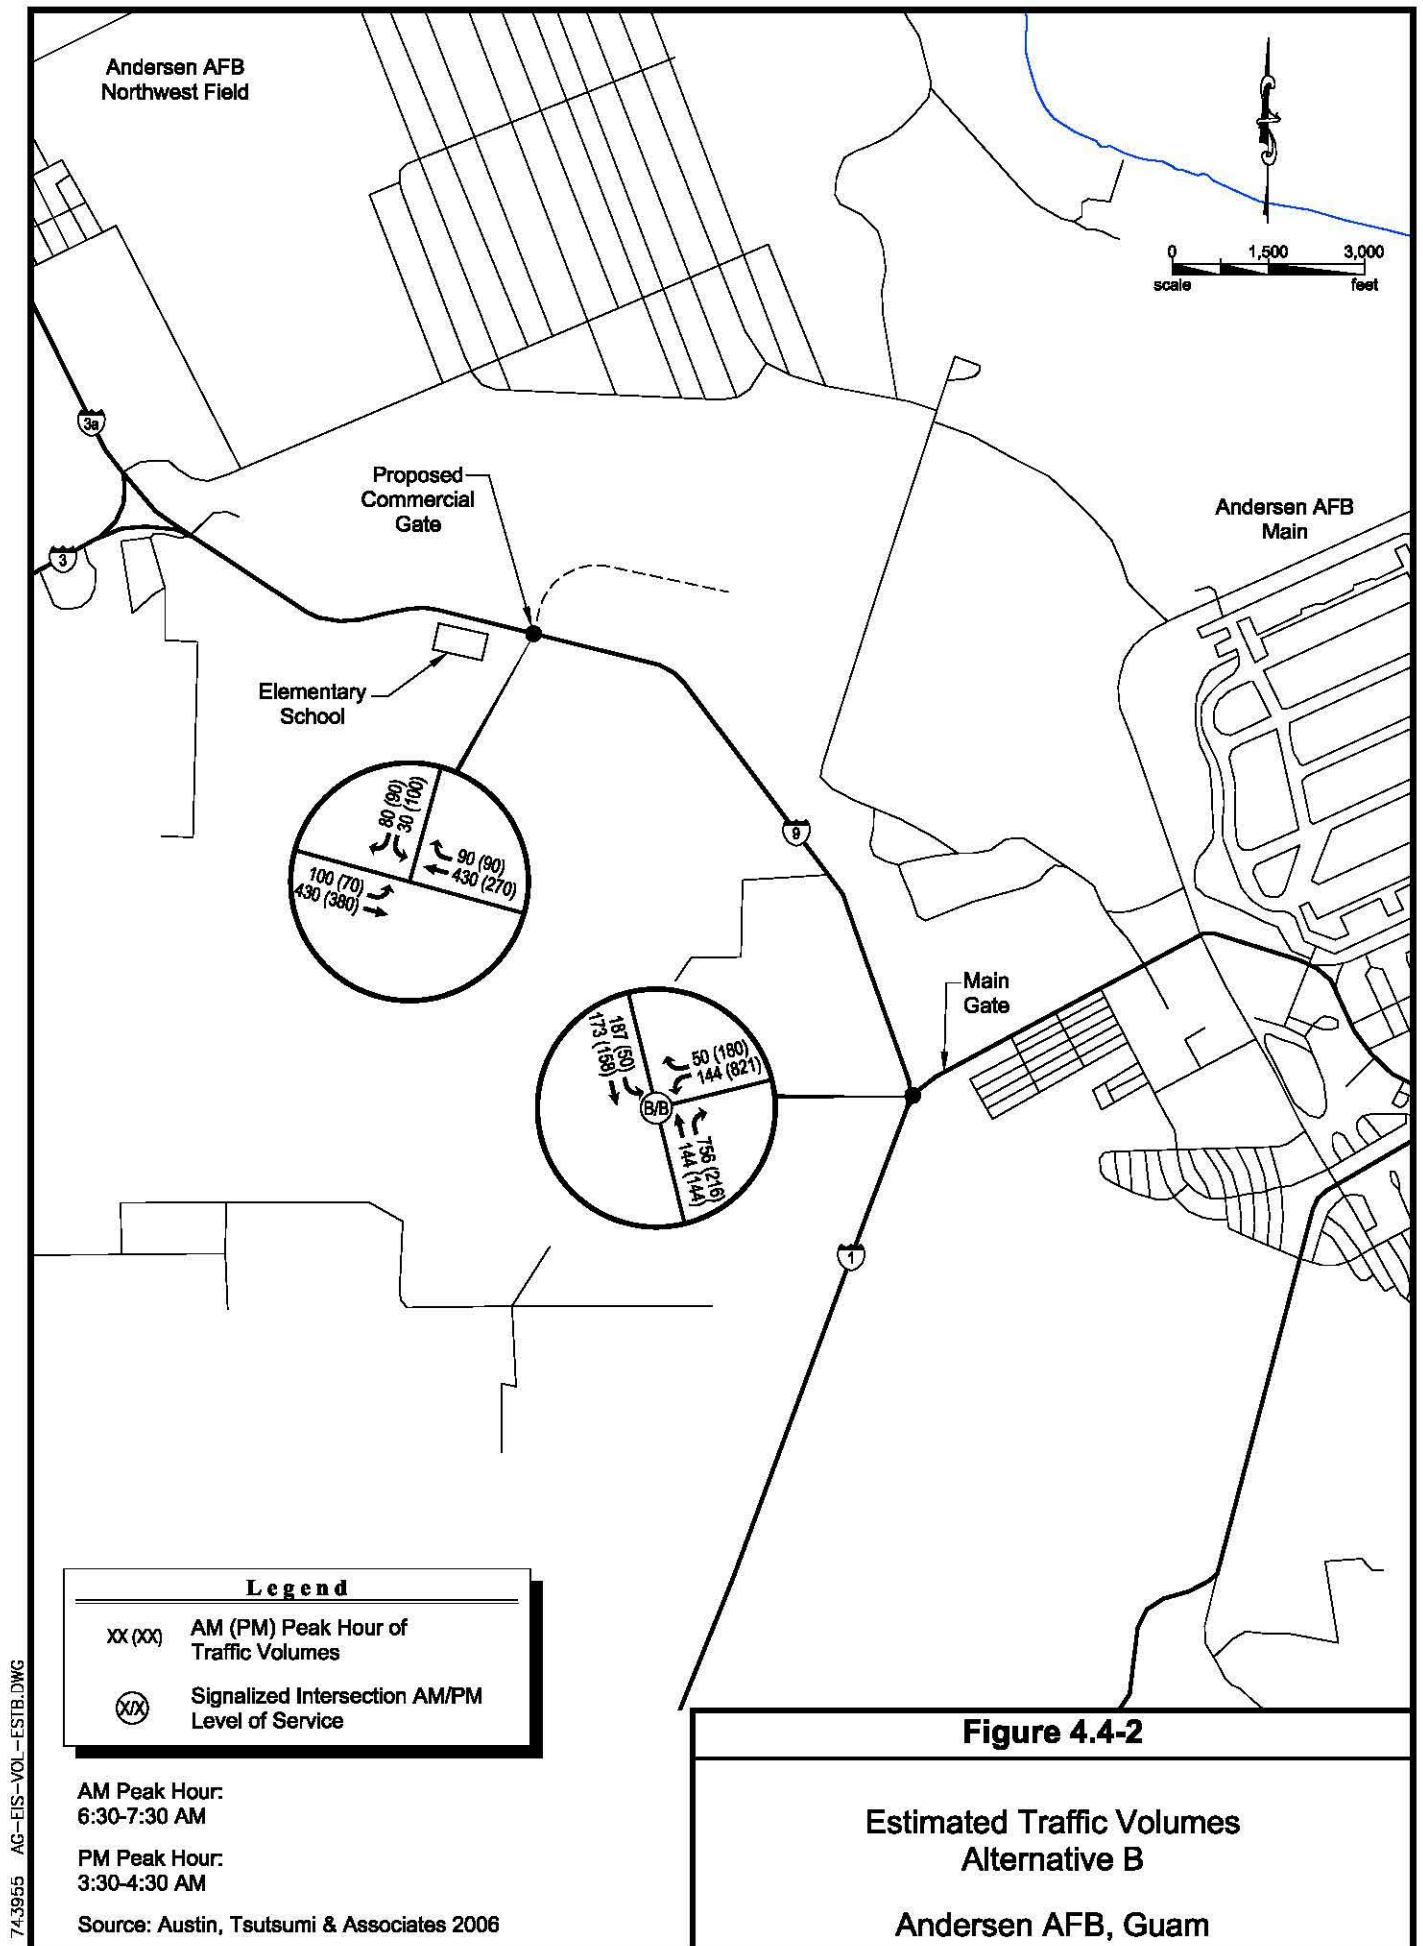 Andersen AFB
Northwest Field
0 1,500 3,000
scale feet
3a
Proposed
Commercial
Gate
Andersen AFB
Main
3
Elementary
School
80 (90)
30 (100)
90 (90)
430 (270)
100 (70)
430 (380)
9
Main
Gate
187 (50)
173 (158)
50 (180)
144 (821)
B/B
756 (216)
144 (144)
1
Legend
XX (XX) AM (PM) Peak Hour of
Traffic Volumes
X/X Signalized Intersection AM/PM
Level of Service
AM Peak Hour:
6:30-7:30 AM
PM Peak Hour:
3:30-4:30 AM
Source: Austin, Tsutsumi & Associates 2006
743955 AG-EIS-VOL-ESTB.DWG
Figure 4.4-2
Estimated Traffic Volumes
Alternative B
Andersen AFB, Guam